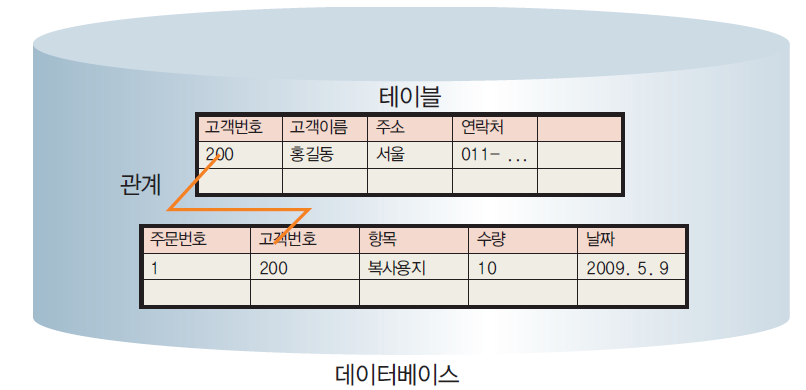 테이블
고객번호 고객이름 주소 연락처
200 홍길동 서울 011- ...
관계
주문번호 고객번호 항목 수량 날짜
1 200 복사용지 10 2009. 5. 9
데이터베이스